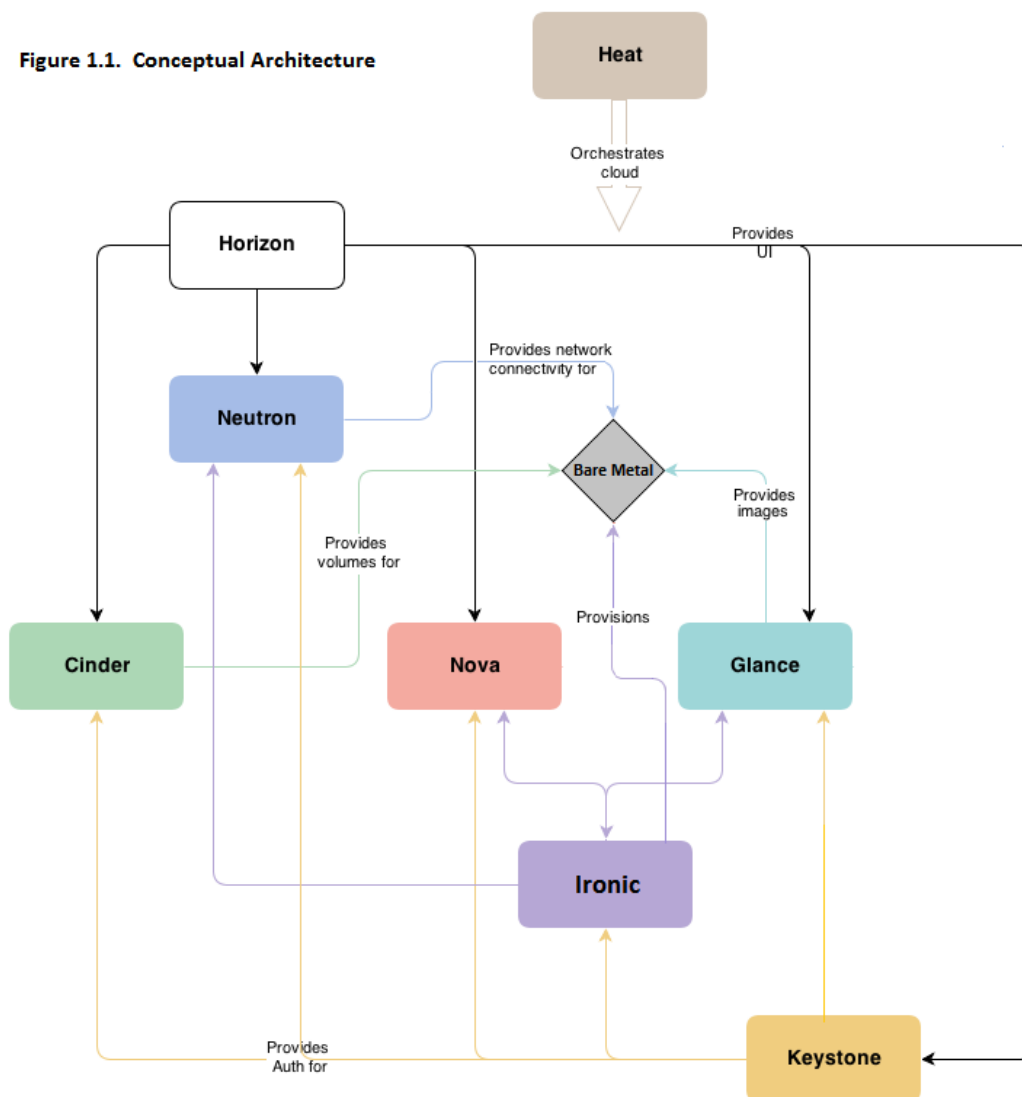 Figure 1.1.  Conceptual Architecture
Heat
Orchestrates
cloud
Horizon
Provides
UI
Provides network
connectivity for
Neutron
Bare Metal
Provides
images
Provides
volumes for
Provisions
Cinder
Nova
Glance
Ironic
Provides
Auth for
Keystone